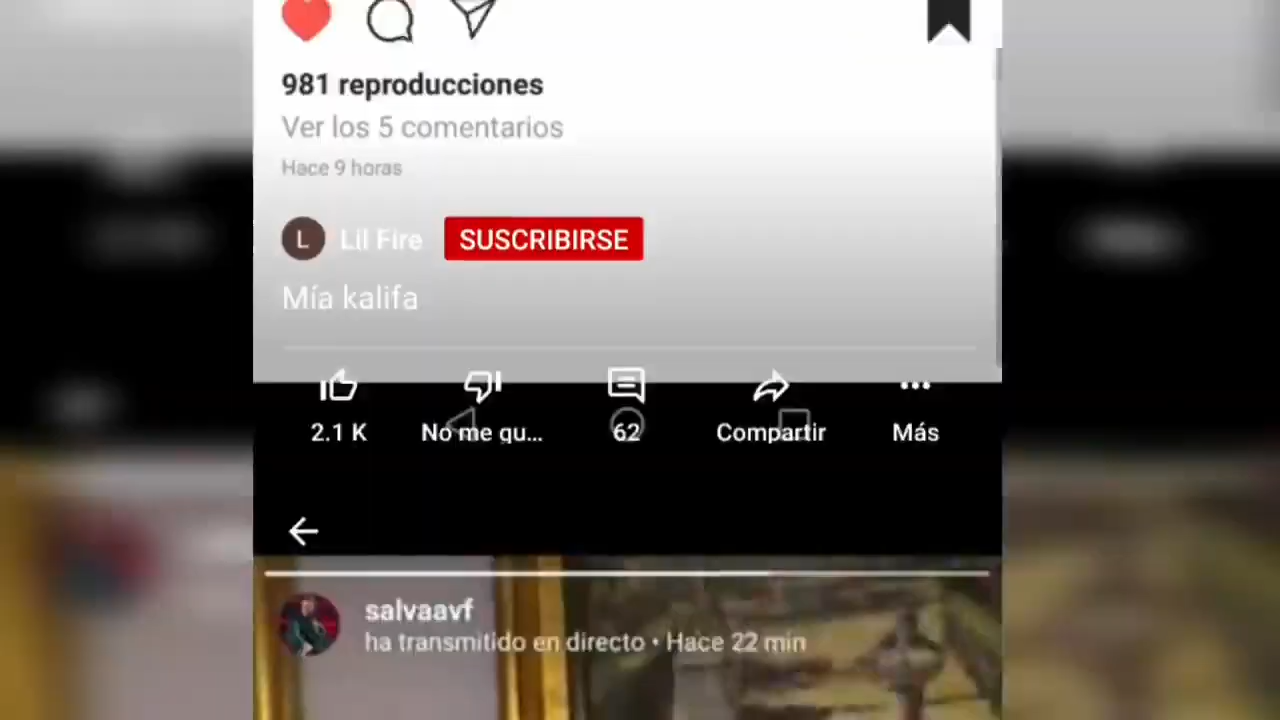 981 reproducciones
Ver los 5 comentarios
Hace 9 horas
L Lil Fire SUSCRIBIRSE
Mía kalifa
2.1 K No me gu... 62 Compartir Más
salvaavf
ha transmitido en directo • Hace 22 min